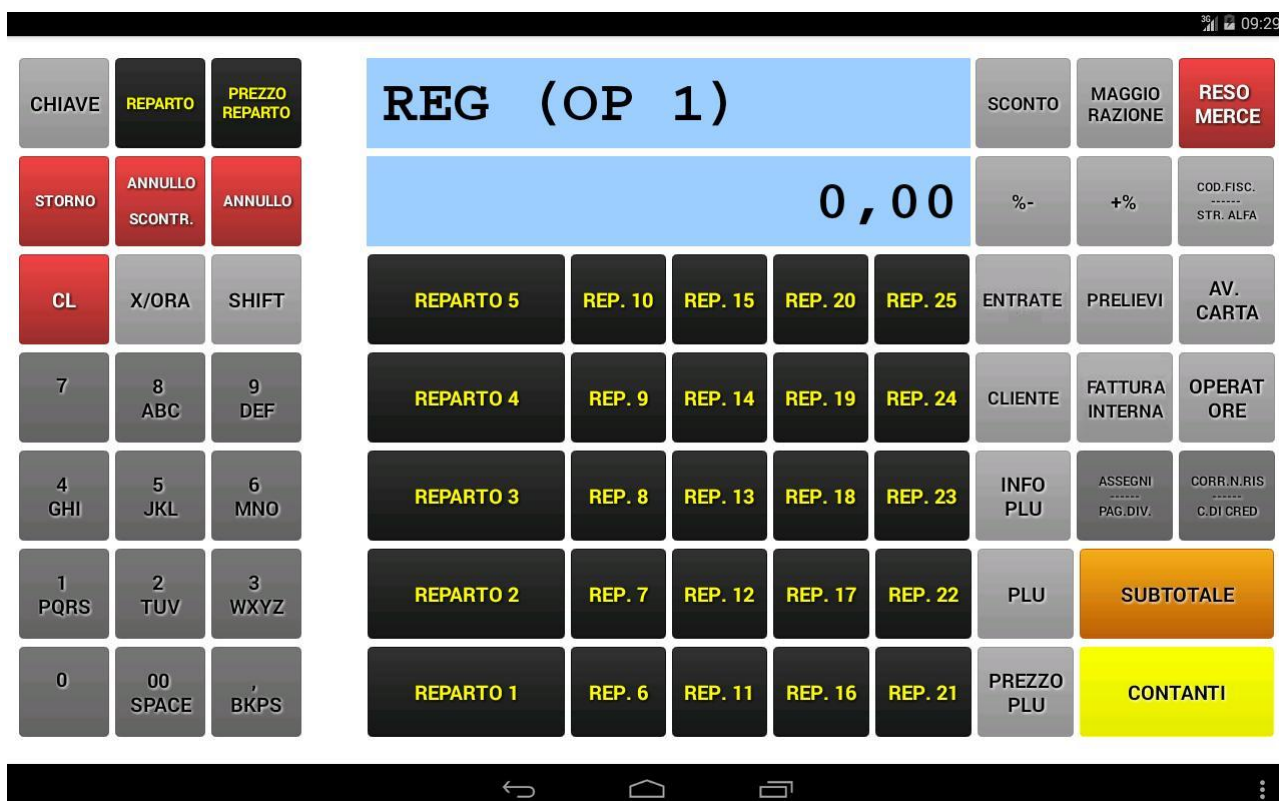 3G 09:29
CHIAVE
REPARTO
PREZZO
REPARTO
REG (OP 1)
SCONTO
MAGGIO
RAZIONE
RESO
MERCE
STORNO
ANNULLO
SCONTR.
ANNULLO
0,00
%-
+%
COD.FISC.
------
STR. ALFA
CL
X/ORA
SHIFT
REPARTO 5
REP. 10
REP. 15
REP. 20
REP. 25
ENTRATE
PRELIEVI
AV.
CARTA
7
8
ABC
9
DEF
REPARTO 4
REP. 9
REP. 14
REP. 19
REP. 24
CLIENTE
FATTURA
INTERNA
OPERAT
ORE
4
GHI
5
JKL
6
MNO
REPARTO 3
REP. 8
REP. 13
REP. 18
REP. 23
INFO
PLU
ASSEGNI
------
PAG.DIV.
CORR.N.RIS
------
C.DI CRED
1
PQRS
2
TUV
3
WXYZ
REPARTO 2
REP. 7
REP. 12
REP. 17
REP. 22
PLU
SUBTOTALE
0
00
SPACE
,
BKPS
REPARTO 1
REP. 6
REP. 11
REP. 16
REP. 21
PREZZO
PLU
CONTANTI